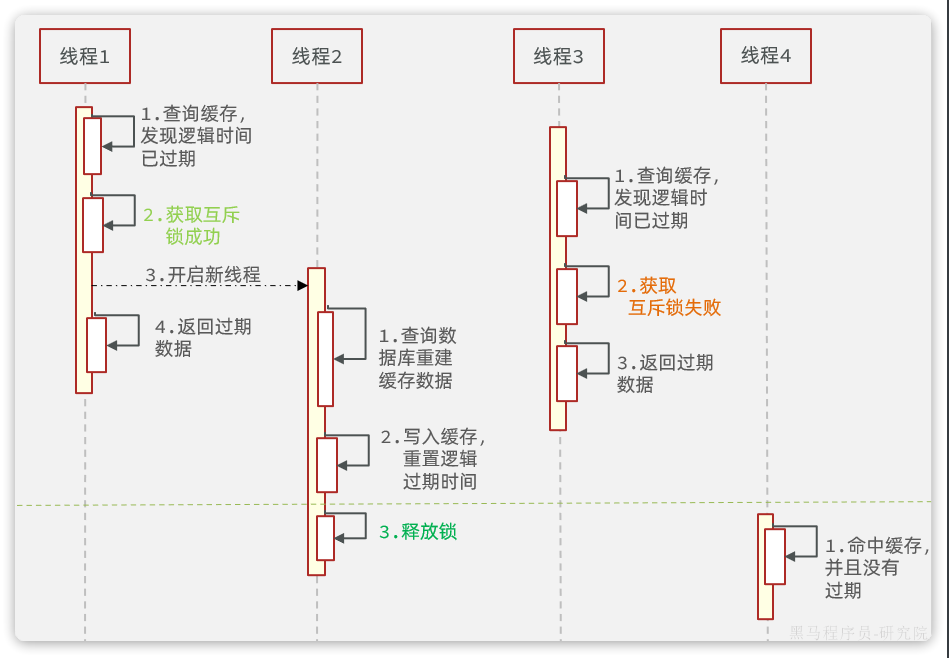 线程1
线程2
线程3
线程4
1.查询缓存，
发现逻辑时间
已过期
2.获取互斥
锁成功
3.开启新线程
4.返回过期
数据
1.查询数
据库重建
缓存数据
2.写入缓存，
重置逻辑
过期时间
3.释放锁
1.查询缓存，
发现逻辑时
间已过期
2.获取
互斥锁失败
3.返回过期
数据
1.命中缓存，
并且没有
过期
黑马程序员-研究院